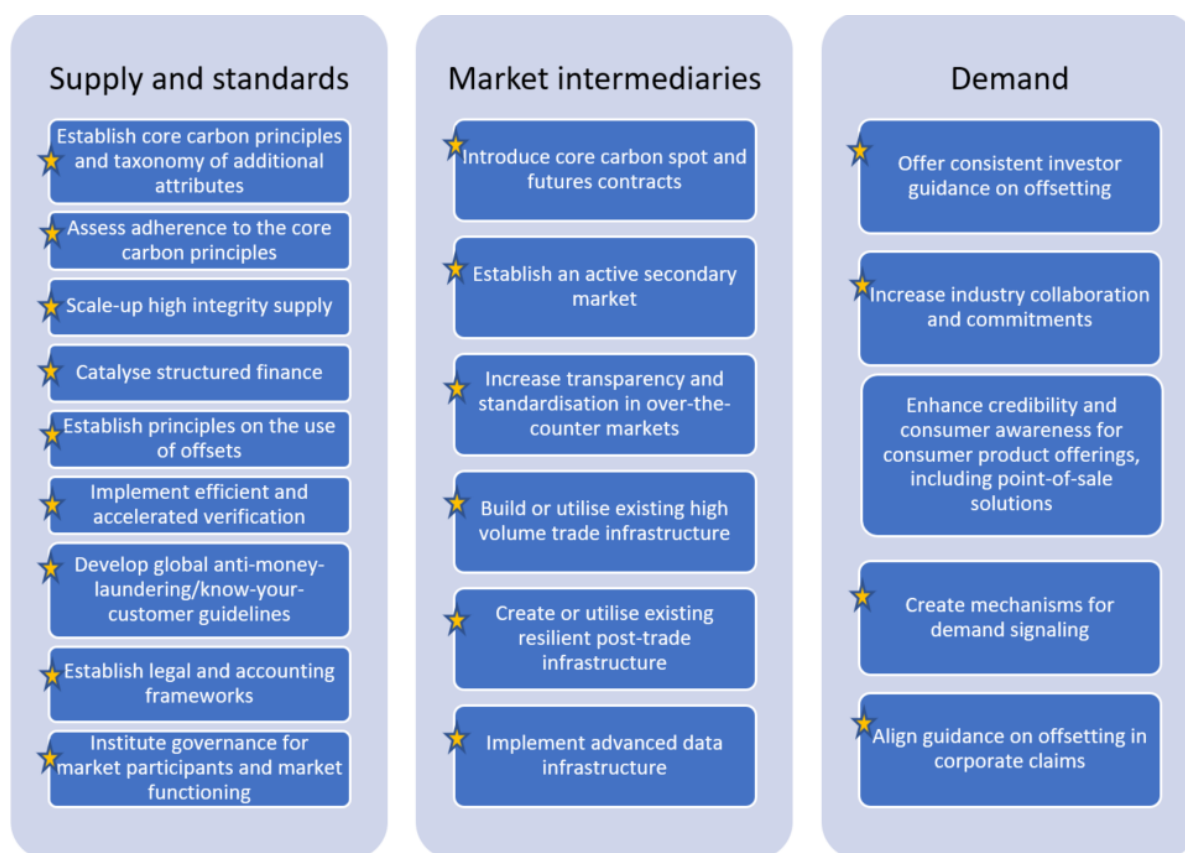 Supply and standards
Establish core carbon principles
and taxonomy of additional
attributes
Assess adherence to the core
carbon principles
Scale-up high integrity supply
Catalyse structured finance
Establish principles on the use
of offsets
Implement efficient and
accelerated verification
Develop global anti-money-
laundering/know-your-
customer guidelines
Establish legal and accounting
frameworks
Institute governance for
market participants and market
functioning
Market intermediaries
Introduce core carbon spot and
futures contracts
Establish an active secondary
market
Increase transparency and
standardisation in over-the-
counter markets
Build or utilise existing high
volume trade infrastructure
Create or utilise existing
resilient post-trade
infrastructure
Implement advanced data
infrastructure
Demand
Offer consistent investor
guidance on offsetting
Increase industry collaboration
and commitments
Enhance credibility and
consumer awareness for
consumer product offerings,
including point-of-sale
solutions
Create mechanisms for
demand signaling
Align guidance on offsetting in
corporate claims